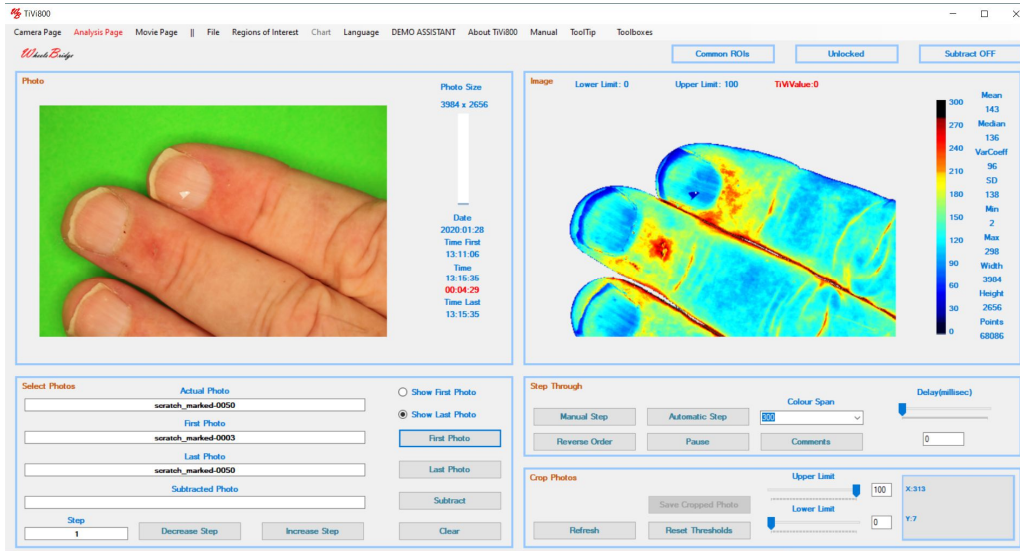 TiVi800
Camera Page Analysis Page Movie Page || File Regions of Interest Chart Language DEMO ASSISTANT About TiVi800 Manual ToolTip Toolboxes
WheelsBridge
Common ROIs Unlocked Subtract OFF
Photo
Photo Size
3984 x 2656
Date
2020:01:28
Time First
13:11:06
Time
13:15:35
00:04:29
Time Last
13:15:35
Image Lower Limit: 0 Upper Limit: 100 TiViValue:0
300
270
240
210
180
150
120
90
60
30
0
Mean
143
Median
136
VarCoeff
96
SD
138
Min
2
Max
298
Width
3984
Height
2656
Points
68086
Select Photos
Actual Photo
scratch_marked-0050
First Photo
scratch_marked-0003
Last Photo
scratch_marked-0050
Subtracted Photo
Step
1
Decrease Step
Increase Step
Show First Photo
Show Last Photo
First Photo
Last Photo
Subtract
Clear
Step Through
Manual Step Automatic Step
Reverse Order Pause
Colour Span
300
Comments
Delay(millisec)
0
Crop Photos
Save Cropped Photo
Refresh Reset Thresholds
Upper Limit
100
Lower Limit
0
X:313
Y:7